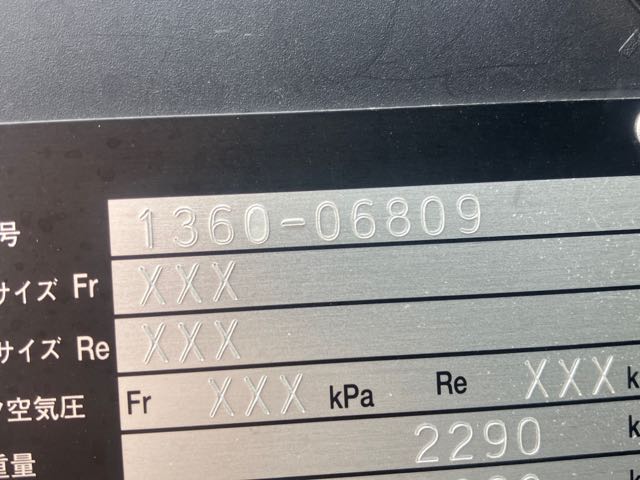 号 1360-06809
サイズ Fr XXX
サイズ Re XXX
空気圧 Fr XXX kPa Re XXX k
重量 2290 k